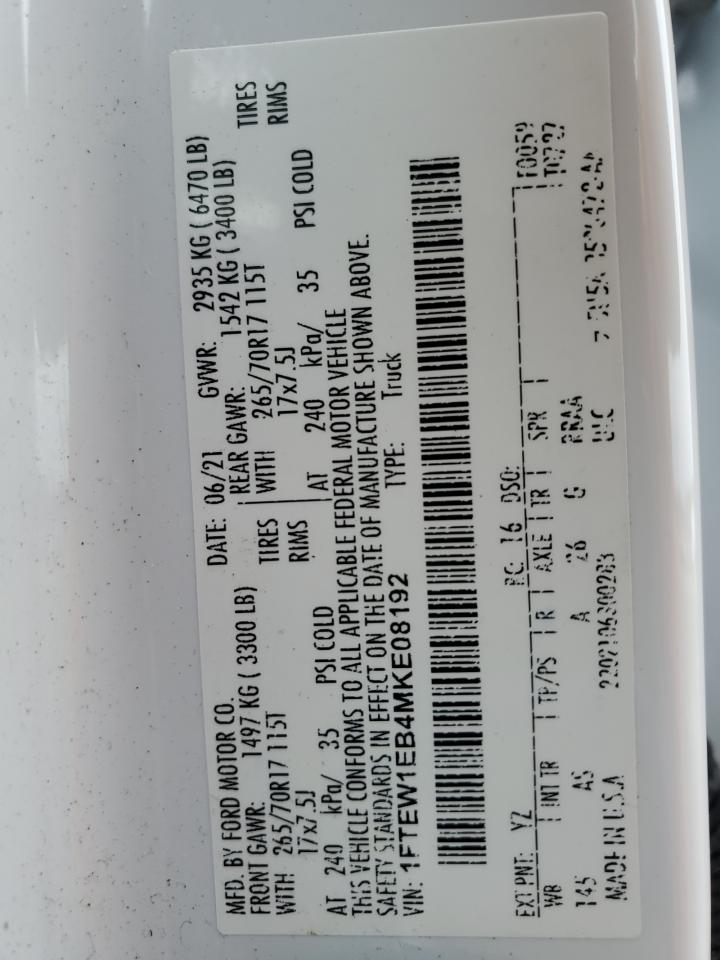 MFD. BY FORD MOTOR CO. DATE: 06/21 GVWR: 2935 KG ( 6470 LB)
FRONT GAWR: 1497 KG ( 3300 LB) REAR GAWR: 1542 KG ( 3400 LB)
WITH 265/70R17 115T TIRES WITH 265/70R17 115T TIRES
17x7.5J RIMS 17x7.5J RIMS
AT 240 kPa/ 35 PSI COLD AT 240 kPa/ 35 PSI COLD
THIS VEHICLE CONFORMS TO ALL APPLICABLE FEDERAL MOTOR VEHICLE
SAFETY STANDARDS IN EFFECT ON THE DATE OF MANUFACTURE SHOWN ABOVE.
VIN: 1FTEW1EB4MKE08192 TYPE: Truck
EXT PNT: YZ RC: 16 DSO:
WB INT TR TP/PS R AXLE TR SPR F0059
145 AS A 26 G RRAA T0727
MADE IN U.S.A